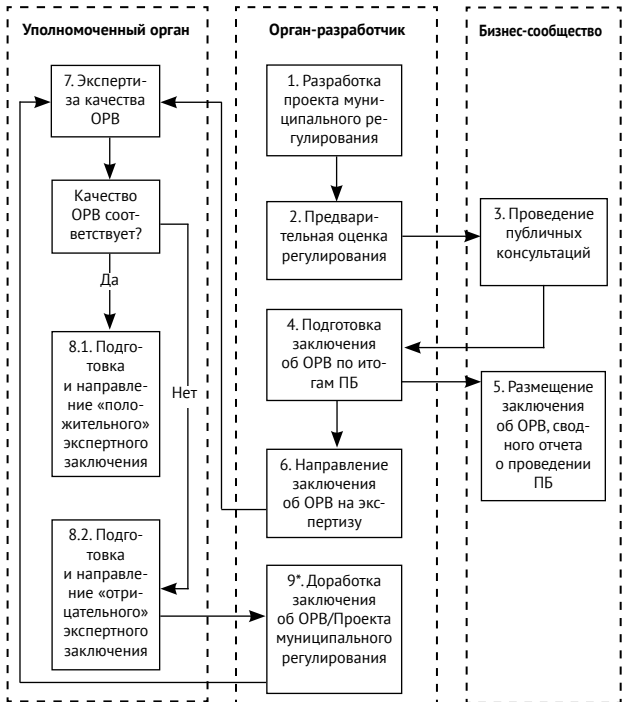 Уполномоченный орган
7. Эксперти-
за качества
ОРВ
Качество
ОРВ соот-
ветствует?
Да
Нет
8.1. Подго-
товка
и направле-
ние «поло-
жительного»
экспертного
заключения
8.2. Подго-
товка
и направле-
ние «отри-
цательного»
экспертного
заключения
Орган-разработчик
1. Разработка
проекта муни-
ципального ре-
гулирования
2. Предвари-
тельная оценка
регулирования
4. Подготовка
заключения
об ОРВ по ито-
гам ПБ
6. Направление
заключения
об ОРВ на экс-
пертизу
9*. Доработка
заключения
об ОРВ/Проекта
муниципального
регулирования
Бизнес-сообщество
3. Проведение
публичных
консультаций
5. Размещение
заключения
об ОРВ, свод-
ного отчета
о проведении
ПБ